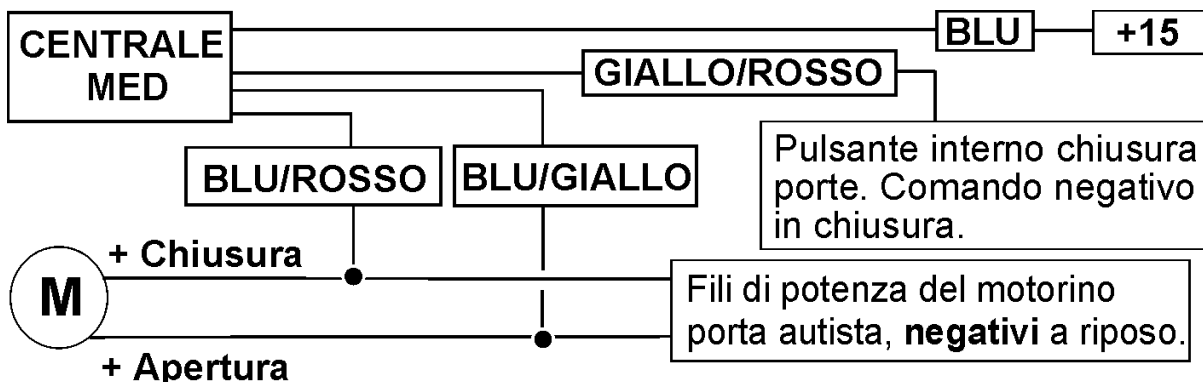 CENTRALE
MED
BLU
+15
GIALLO/ROSSO
BLU/ROSSO
BLU/GIALLO
Pulsante interno chiusura
porte. Comando negativo
in chiusura.
+ Chiusura
M
Fili di potenza del motorino
porta autista, negativi a riposo.
+ Apertura